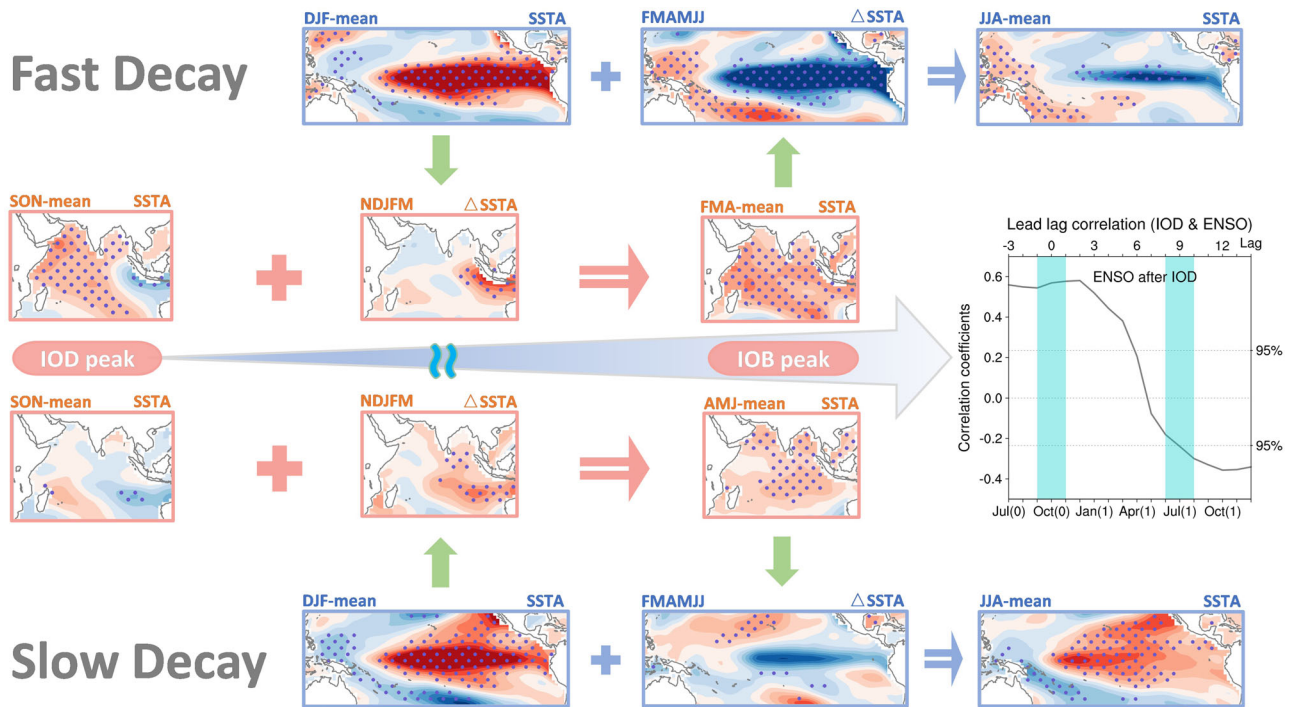 DJF-mean SSTA
FMAMJJ △SSTA
JJA-mean SSTA
Fast Decay
SON-mean SSTA
NDJFM △SSTA
FMA-mean SSTA
IOD peak
IOB peak
SON-mean SSTA
NDJFM △SSTA
AMJ-mean SSTA
Lead lag correlation (IOD & ENSO)
-3 0 3 6 9 12 Lag
ENSO after IOD
Correlation coefficients
0.6
0.4
0.2
0.0
-0.2
-0.4
95%
95%
Jul(0) Oct(0) Jan(1) Apr(1) Jul(1) Oct(1)
DJF-mean SSTA
FMAMJJ △SSTA
JJA-mean SSTA
Slow Decay